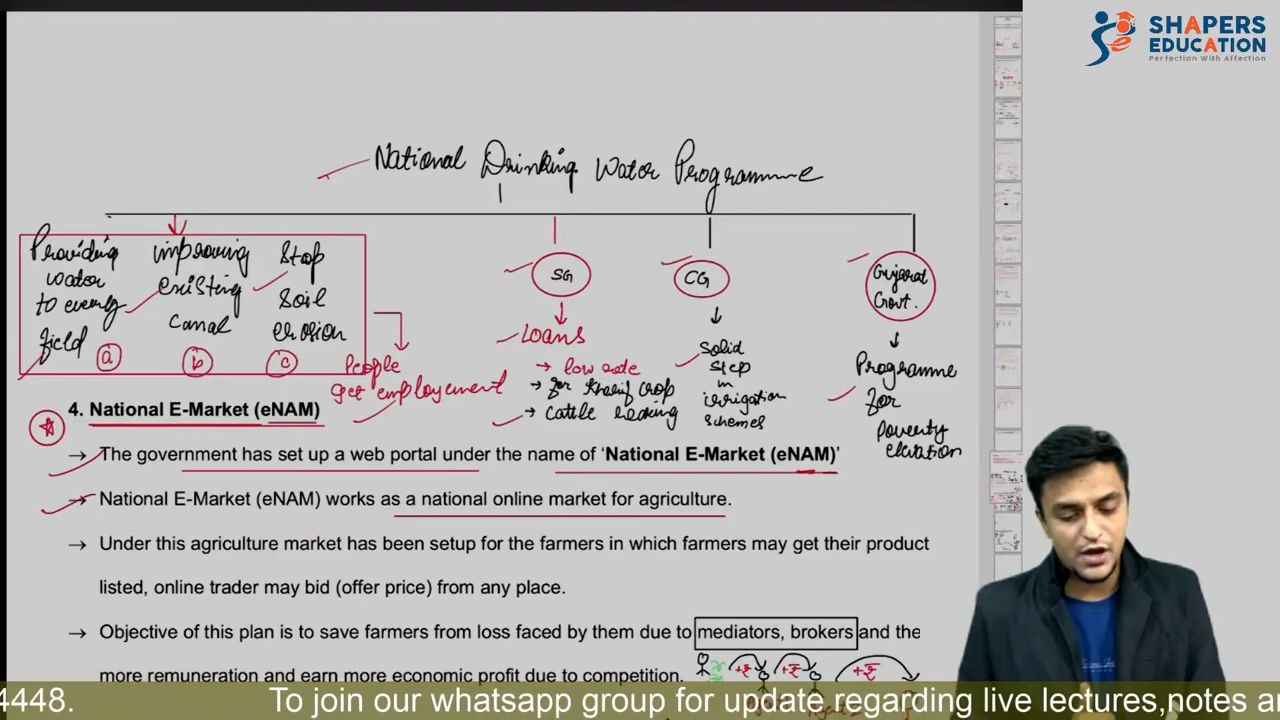 SHAPERS
EDUCATION
Perfection With Affection
National Drinking Water Programme
Providing
water
to every
field
a
improving
existing
canal
b
Stop
soil
erosion
c
People
get employement
SG
Loans
→ low rate
→ for kharif crop
→ cattle rearing
CG
Solid
step
in
irrigation
schemes
Gujarat
Govt.
Programme
for
poverty
elevation
4. National E-Market (eNAM)
→ The government has set up a web portal under the name of ‘National E-Market (eNAM)’
→ National E-Market (eNAM) works as a national online market for agriculture.
→ Under this agriculture market has been setup for the fanners in which farmers may get their product
listed, online trader may bid (offer price) from any place.
→ Objective of this plan is to save farmers from loss faced by them due to mediators, brokers and the
more remuneration and earn more economic profit due to competition.
+₹ +₹ +₹
4448. To join our whatsapp group for update regarding live lectures,notes a